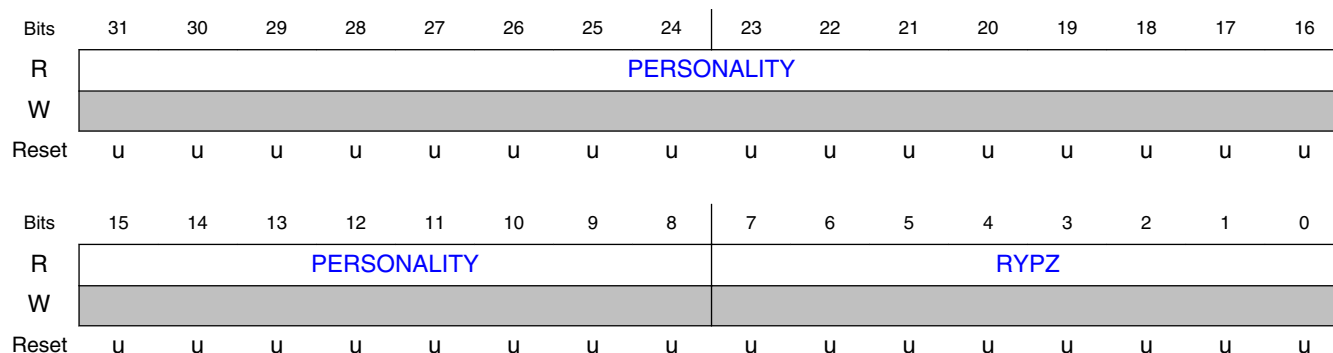 Bits 31 30 29 28 27 26 25 24 23 22 21 20 19 18 17 16
R PERSONALITY
W
Reset u u u u u u u u u u u u u u u u
Bits 15 14 13 12 11 10 9 8 7 6 5 4 3 2 1 0
R PERSONALITY RYPZ
W
Reset u u u u u u u u u u u u u u u u